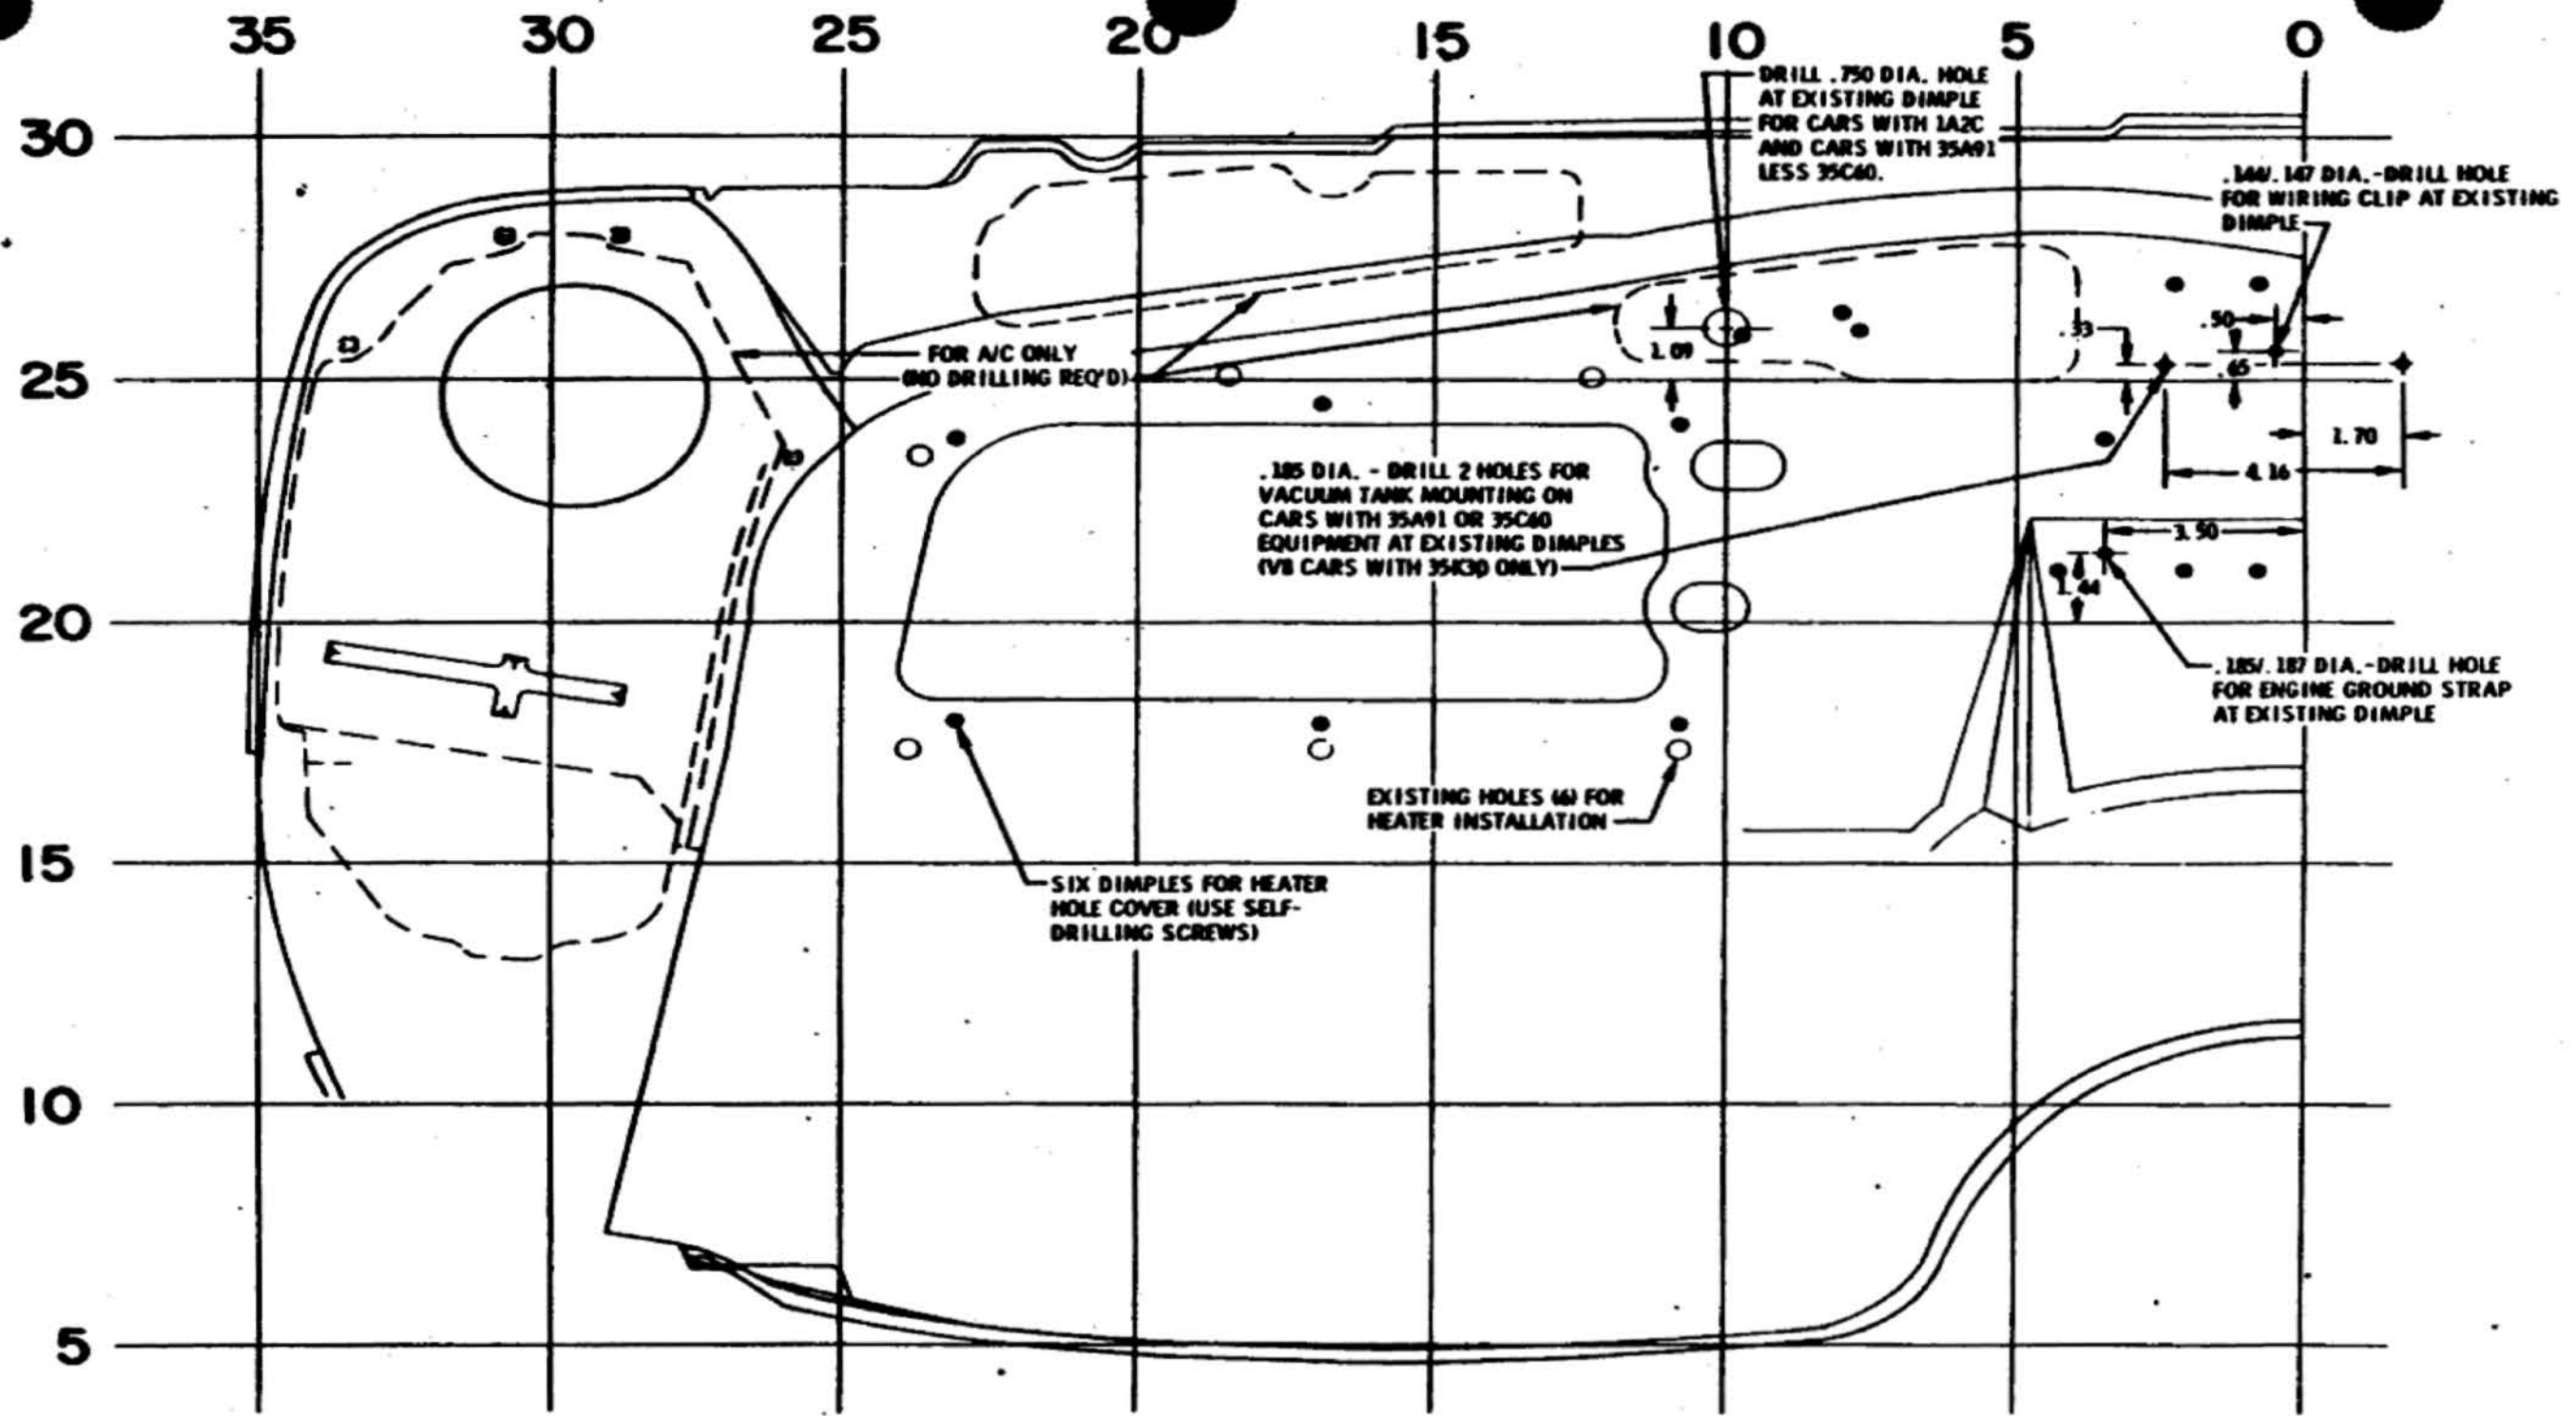 35 30 25 20 15 10 5 0
DRILL .750 DIA. HOLE
AT EXISTING DIMPLE
FOR CARS WITH 1A2C
AND CARS WITH 35A91
LESS 35C60.
30
.144/.147 DIA.-DRILL HOLE
FOR WIRING CLIP AT EXISTING
DIMPLE
.50
.33
1.09
FOR A/C ONLY
(NO DRILLING REQ'D)
.65
25
1.70
4.16
.185 DIA. - DRILL 2 HOLES FOR
VACUUM TANK MOUNTING ON
CARS WITH 35A91 OR 35C60
EQUIPMENT AT EXISTING DIMPLES
(V8 CARS WITH 35K30 ONLY)
3.50
1.44
20
.185/.187 DIA.-DRILL HOLE
FOR ENGINE GROUND STRAP
AT EXISTING DIMPLE
EXISTING HOLES (6) FOR
HEATER INSTALLATION
15
SIX DIMPLES FOR HEATER
HOLE COVER (USE SELF-
DRILLING SCREWS)
10
5